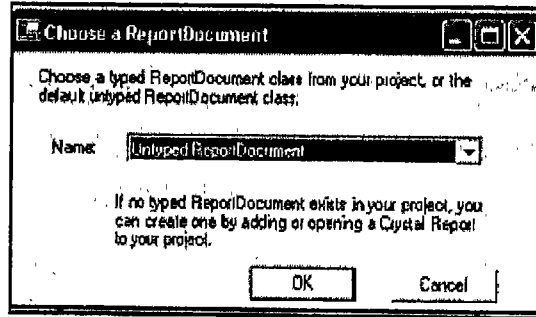 Choose a ReportDocument
Choose a typed ReportDocument class from your project, or the
default untyped ReportDocument class:
Name: Untyped ReportDocument
If no typed ReportDocument exists in your project, you
can create one by adding or opening a Crystal Report
to your project.
OK Cancel